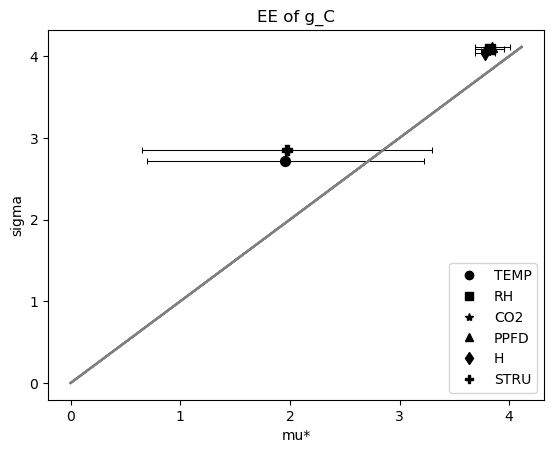 EE of g_C
4
3
2
1
0
sigma
TEMP
RH
CO2
PPFD
H
STRU
0 1 2 3 4
mu*